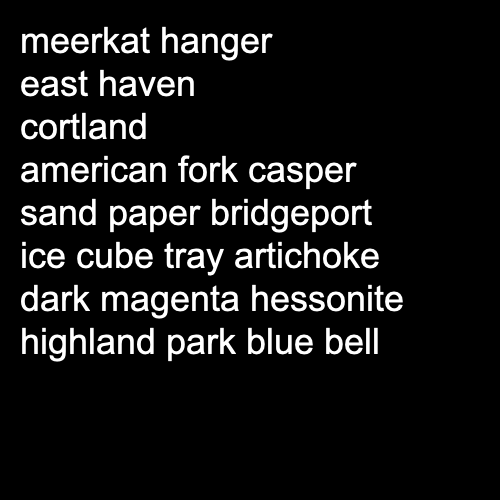 meerkat hanger
east haven
cortland
american fork casper
sand paper bridgeport
ice cube tray artichoke
dark magenta hessonite
highland park blue bell